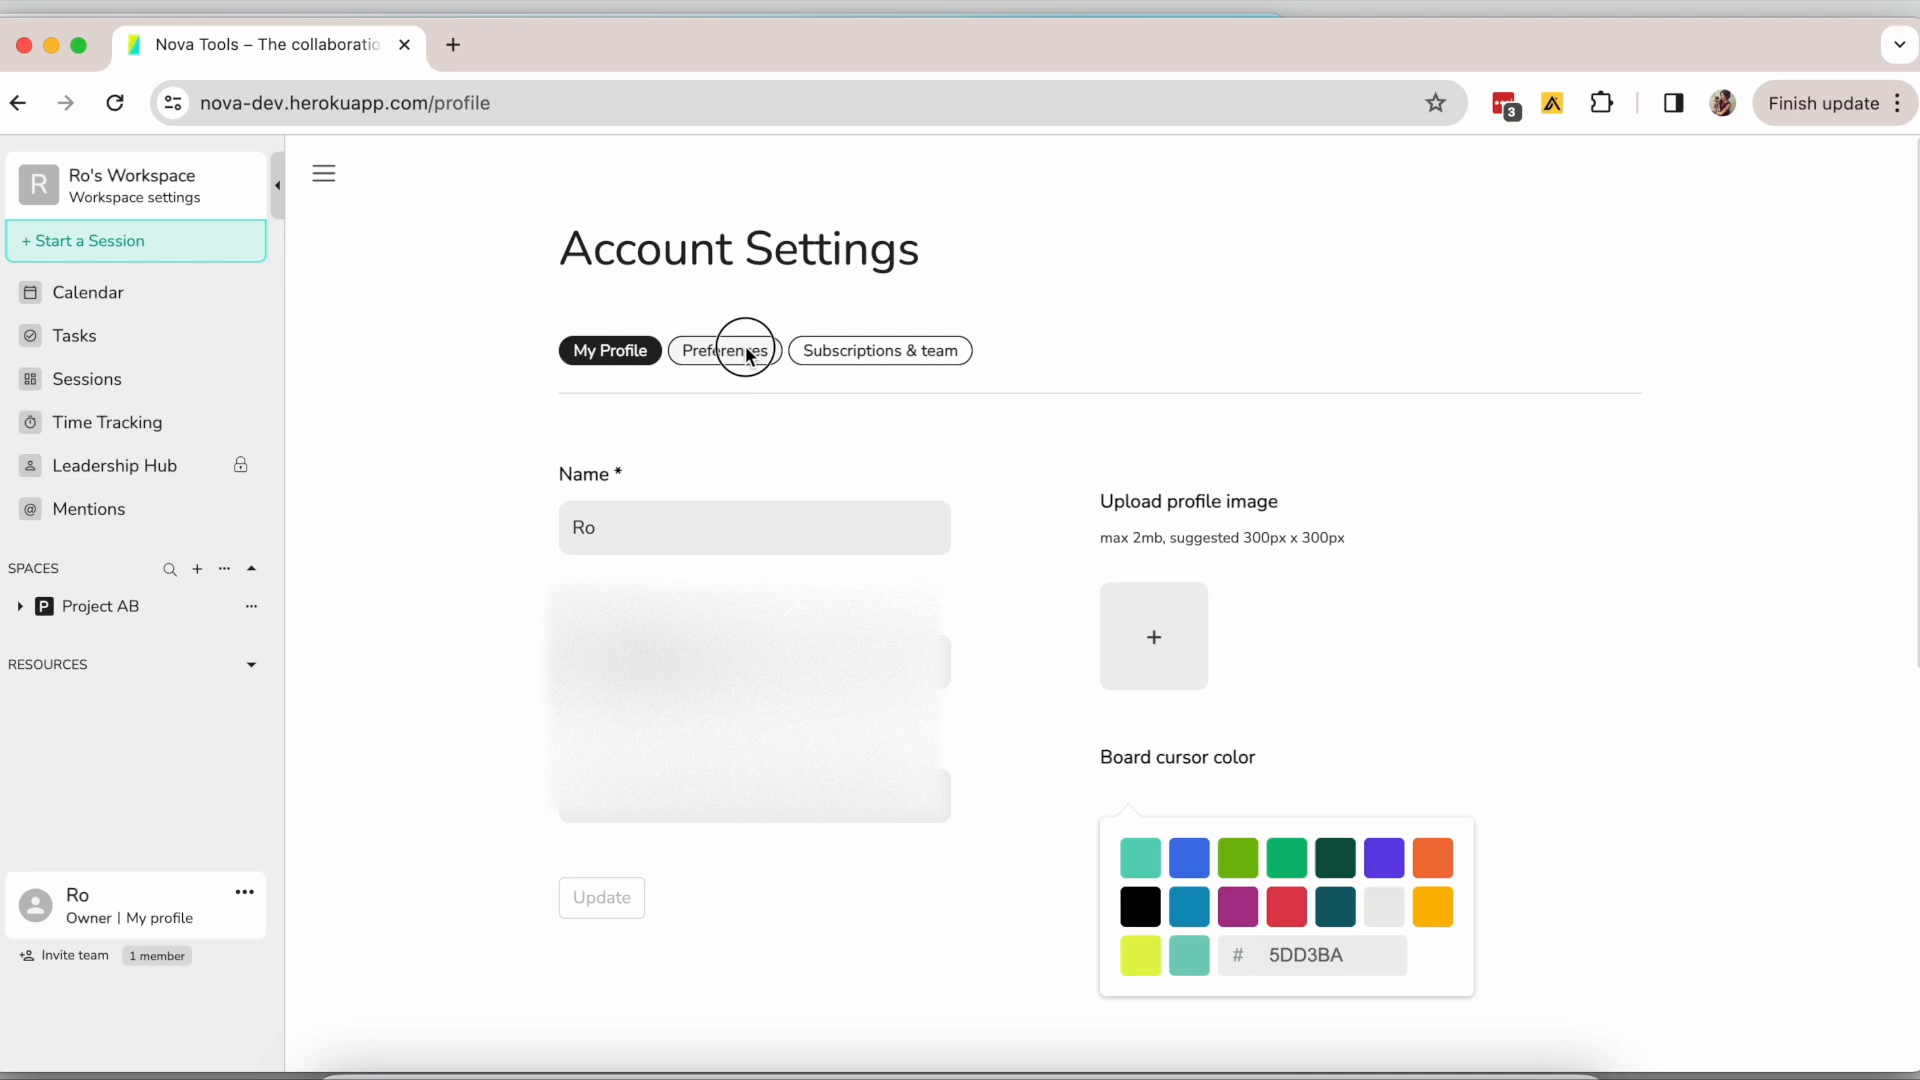 Nova Tools – The collaboratio
nova-dev.herokuapp.com/profile
3
Finish update
R
Ro's Workspace
Workspace settings
+ Start a Session
Calendar
Tasks
Sessions
Time Tracking
Leadership Hub
@ Mentions
SPACES
P Project AB
RESOURCES
Ro
Owner | My profile
Invite team
1 member
Account Settings
My Profile
Preferences
Subscriptions & team
Name *
Ro
Update
Upload profile image
max 2mb, suggested 300px x 300px
+
Board cursor color
# 5DD3BA